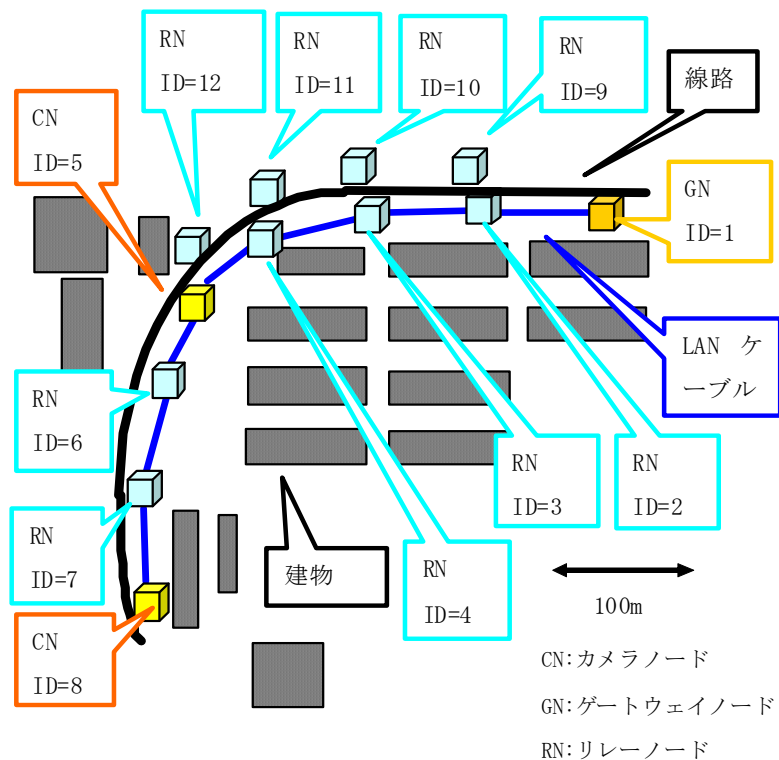 RN
ID=12
RN
ID=11
RN
ID=10
RN
ID=9
線路
CN
ID=5
GN
ID=1
LAN ケ
ーブル
RN
ID=6
RN
ID=3
RN
ID=2
RN
ID=7
建物
RN
ID=4
100m
CN
ID=8
CN:カメラノード
GN:ゲートウェイノード
RN:リレーノード